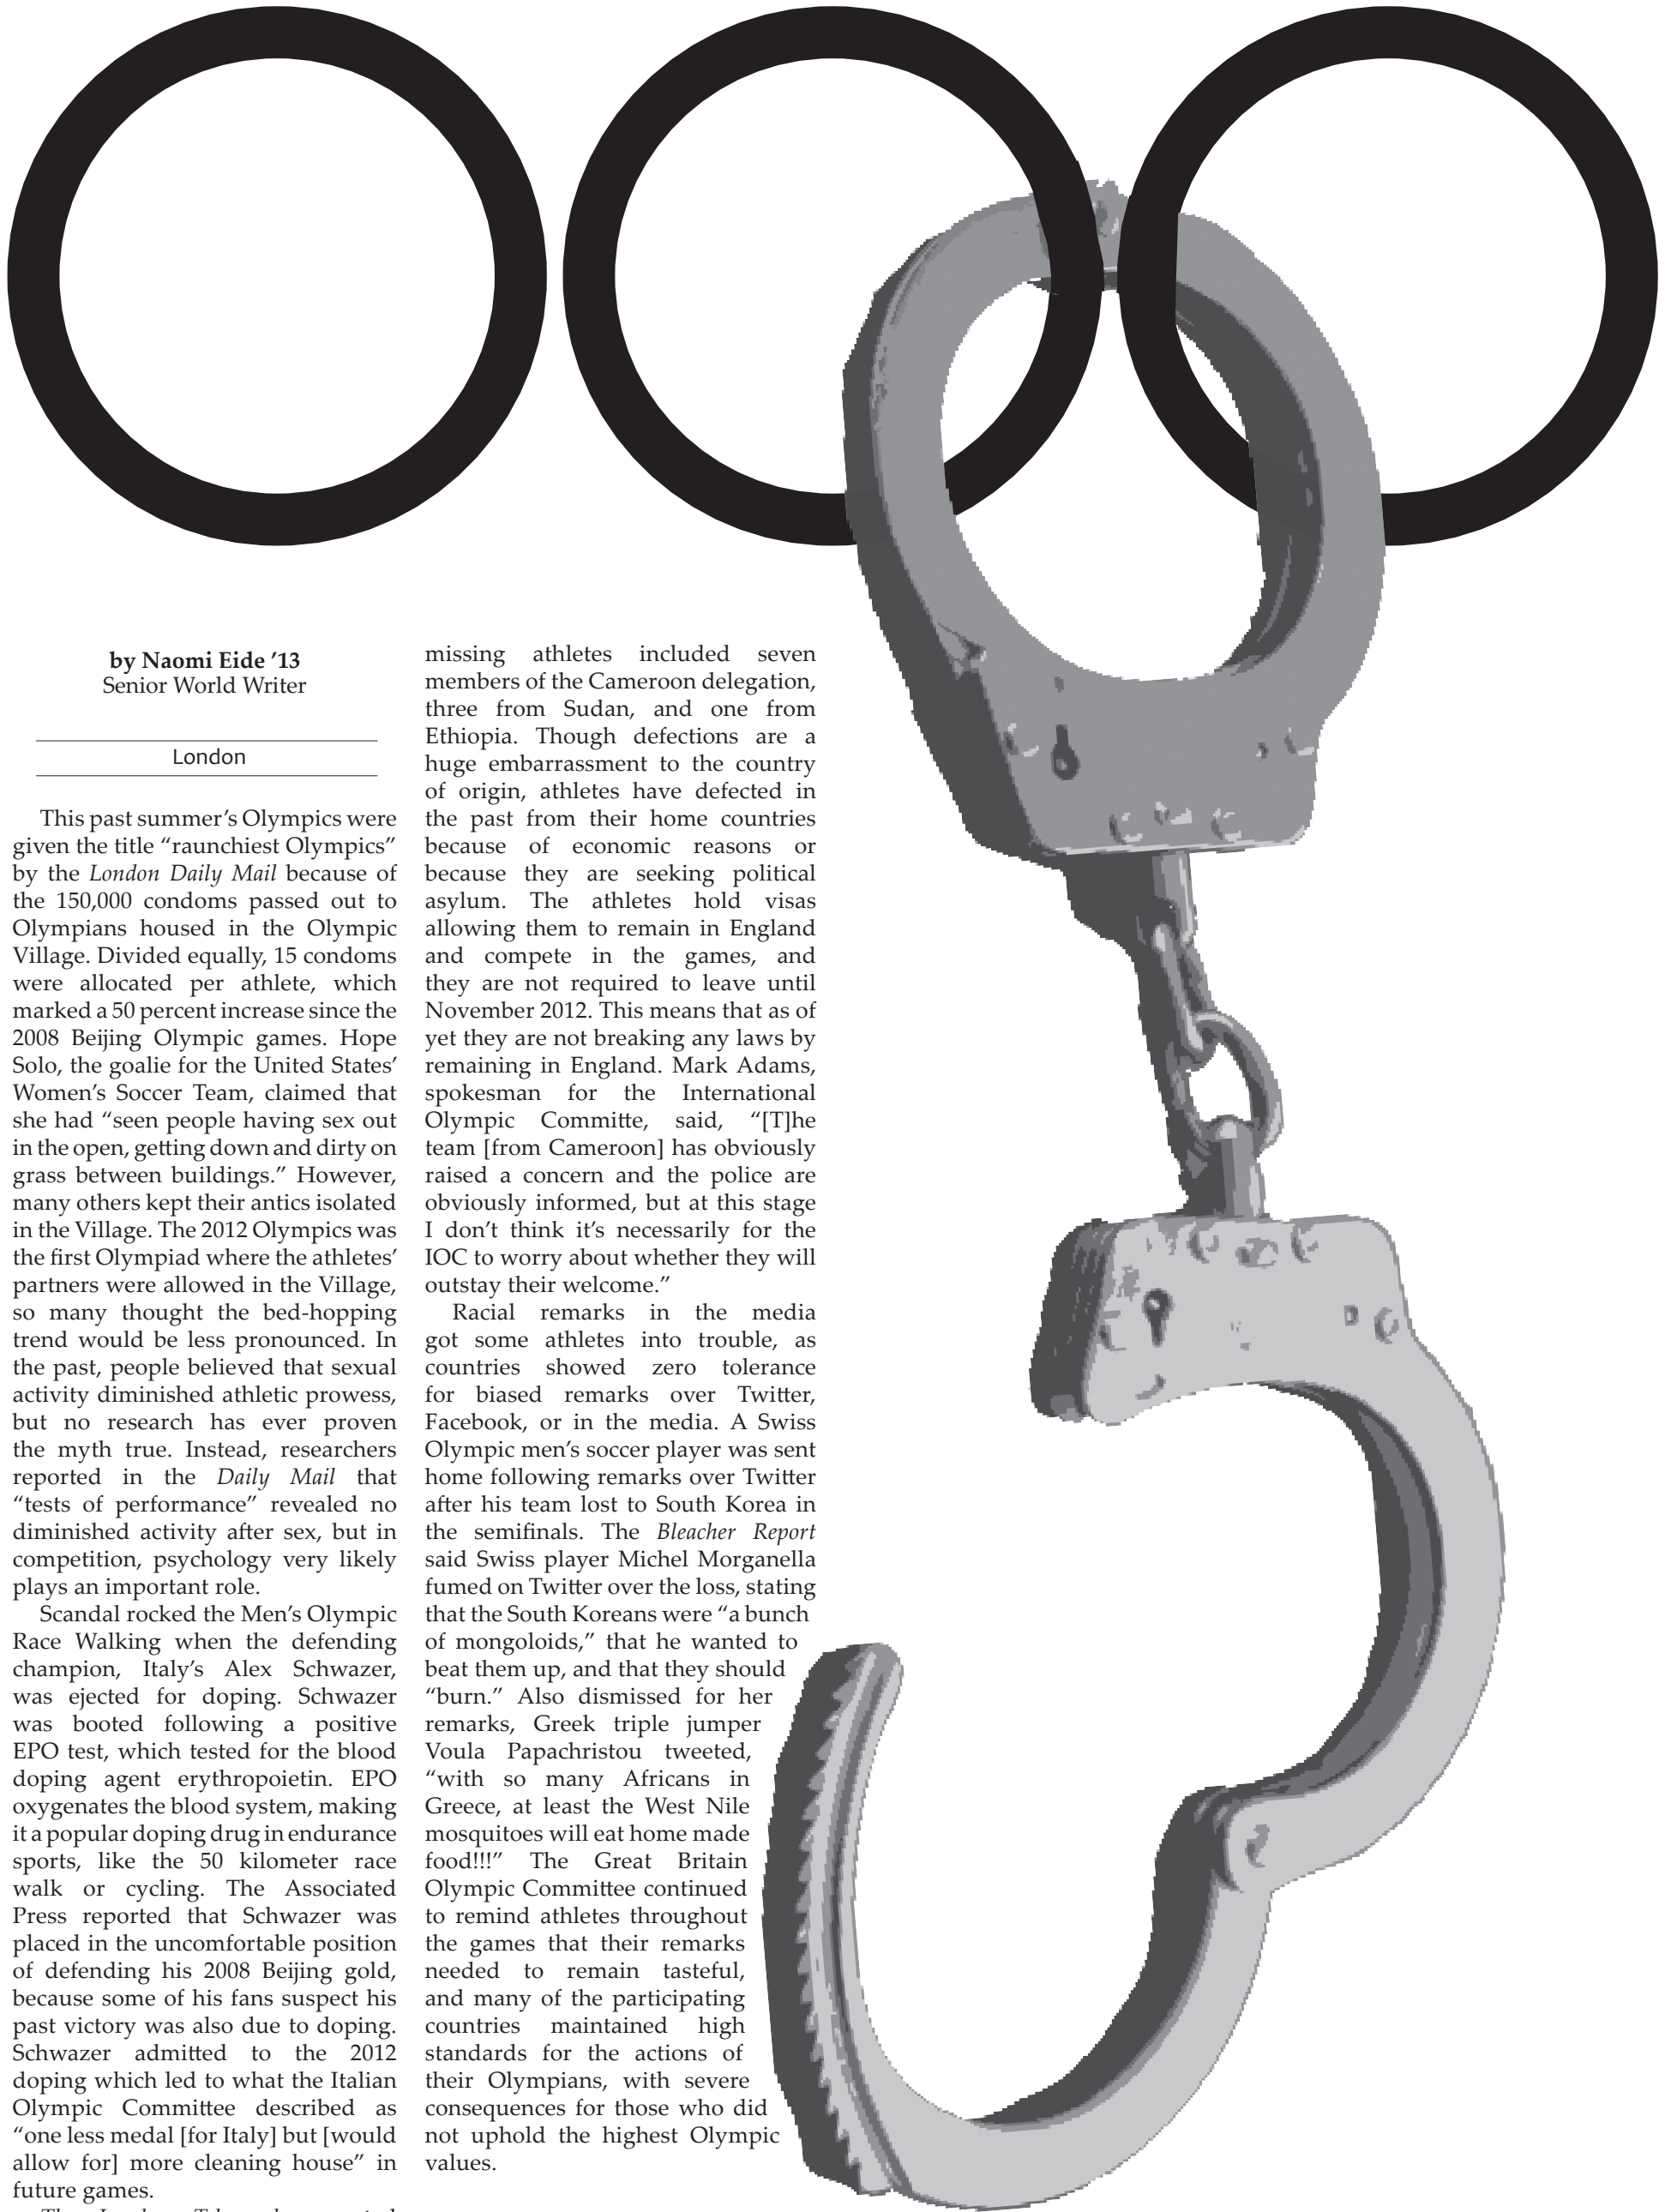 by Naomi Eide ’13
Senior World Writer
London
This past summer’s Olympics were
given the title “raunchiest Olympics”
by the London Daily Mail because of
the 150,000 condoms passed out to
Olympians housed in the Olympic
Village. Divided equally, 15 condoms
were allocated per athlete, which
marked a 50 percent increase since the
2008 Beijing Olympic games. Hope
Solo, the goalie for the United States’
Women’s Soccer Team, claimed that
she had “seen people having sex out
in the open, getting down and dirty on
grass between buildings.” However,
many others kept their antics isolated
in the Village. The 2012 Olympics was
the first Olympiad where the athletes’
partners were allowed in the Village,
so many thought the bed-hopping
trend would be less pronounced. In
the past, people believed that sexual
activity diminished athletic prowess,
but no research has ever proven
the myth true. Instead, researchers
reported in the Daily Mail that
“tests of performance” revealed no
diminished activity after sex, but in
competition, psychology very likely
plays an important role.
Scandal rocked the Men’s Olympic
Race Walking when the defending
champion, Italy’s Alex Schwazer,
was ejected for doping. Schwazer
was booted following a positive
EPO test, which tested for the blood
doping agent erythropoietin. EPO
oxygenates the blood system, making
it a popular doping drug in endurance
sports, like the 50 kilometer race
walk or cycling. The Associated
Press reported that Schwazer was
placed in the uncomfortable position
of defending his 2008 Beijing gold,
because some of his fans suspect his
past victory was also due to doping.
Schwazer admitted to the 2012
doping which led to what the Italian
Olympic Committee described as
“one less medal [for Italy] but [would
allow for] more cleaning house” in
future games.
missing athletes included seven
members of the Cameroon delegation,
three from Sudan, and one from
Ethiopia. Though defections are a
huge embarrassment to the country
of origin, athletes have defected in
the past from their home countries
because of economic reasons or
because they are seeking political
asylum. The athletes hold visas
allowing them to remain in England
and compete in the games, and
they are not required to leave until
November 2012. This means that as of
yet they are not breaking any laws by
remaining in England. Mark Adams,
spokesman for the International
Olympic Committe, said, “[T]he
team [from Cameroon] has obviously
raised a concern and the police are
obviously informed, but at this stage
I don’t think it’s necessarily for the
IOC to worry about whether they will
outstay their welcome.”
Racial remarks in the media
got some athletes into trouble, as
countries showed zero tolerance
for biased remarks over Twitter,
Facebook, or in the media. A Swiss
Olympic men’s soccer player was sent
home following remarks over Twitter
after his team lost to South Korea in
the semifinals. The Bleacher Report
said Swiss player Michel Morganella
fumed on Twitter over the loss, stating
that the South Koreans were “a bunch
of mongoloids,” that he wanted to
beat them up, and that they should
“burn.” Also dismissed for her
remarks, Greek triple jumper
Voula Papachristou tweeted,
“with so many Africans in
Greece, at least the West Nile
mosquitoes will eat home made
food!!!” The Great Britain
Olympic Committee continued
to remind athletes throughout
the games that their remarks
needed to remain tasteful,
and many of the participating
countries maintained high
standards for the actions of
their Olympians, with severe
consequences for those who did
not uphold the highest Olympic
values.